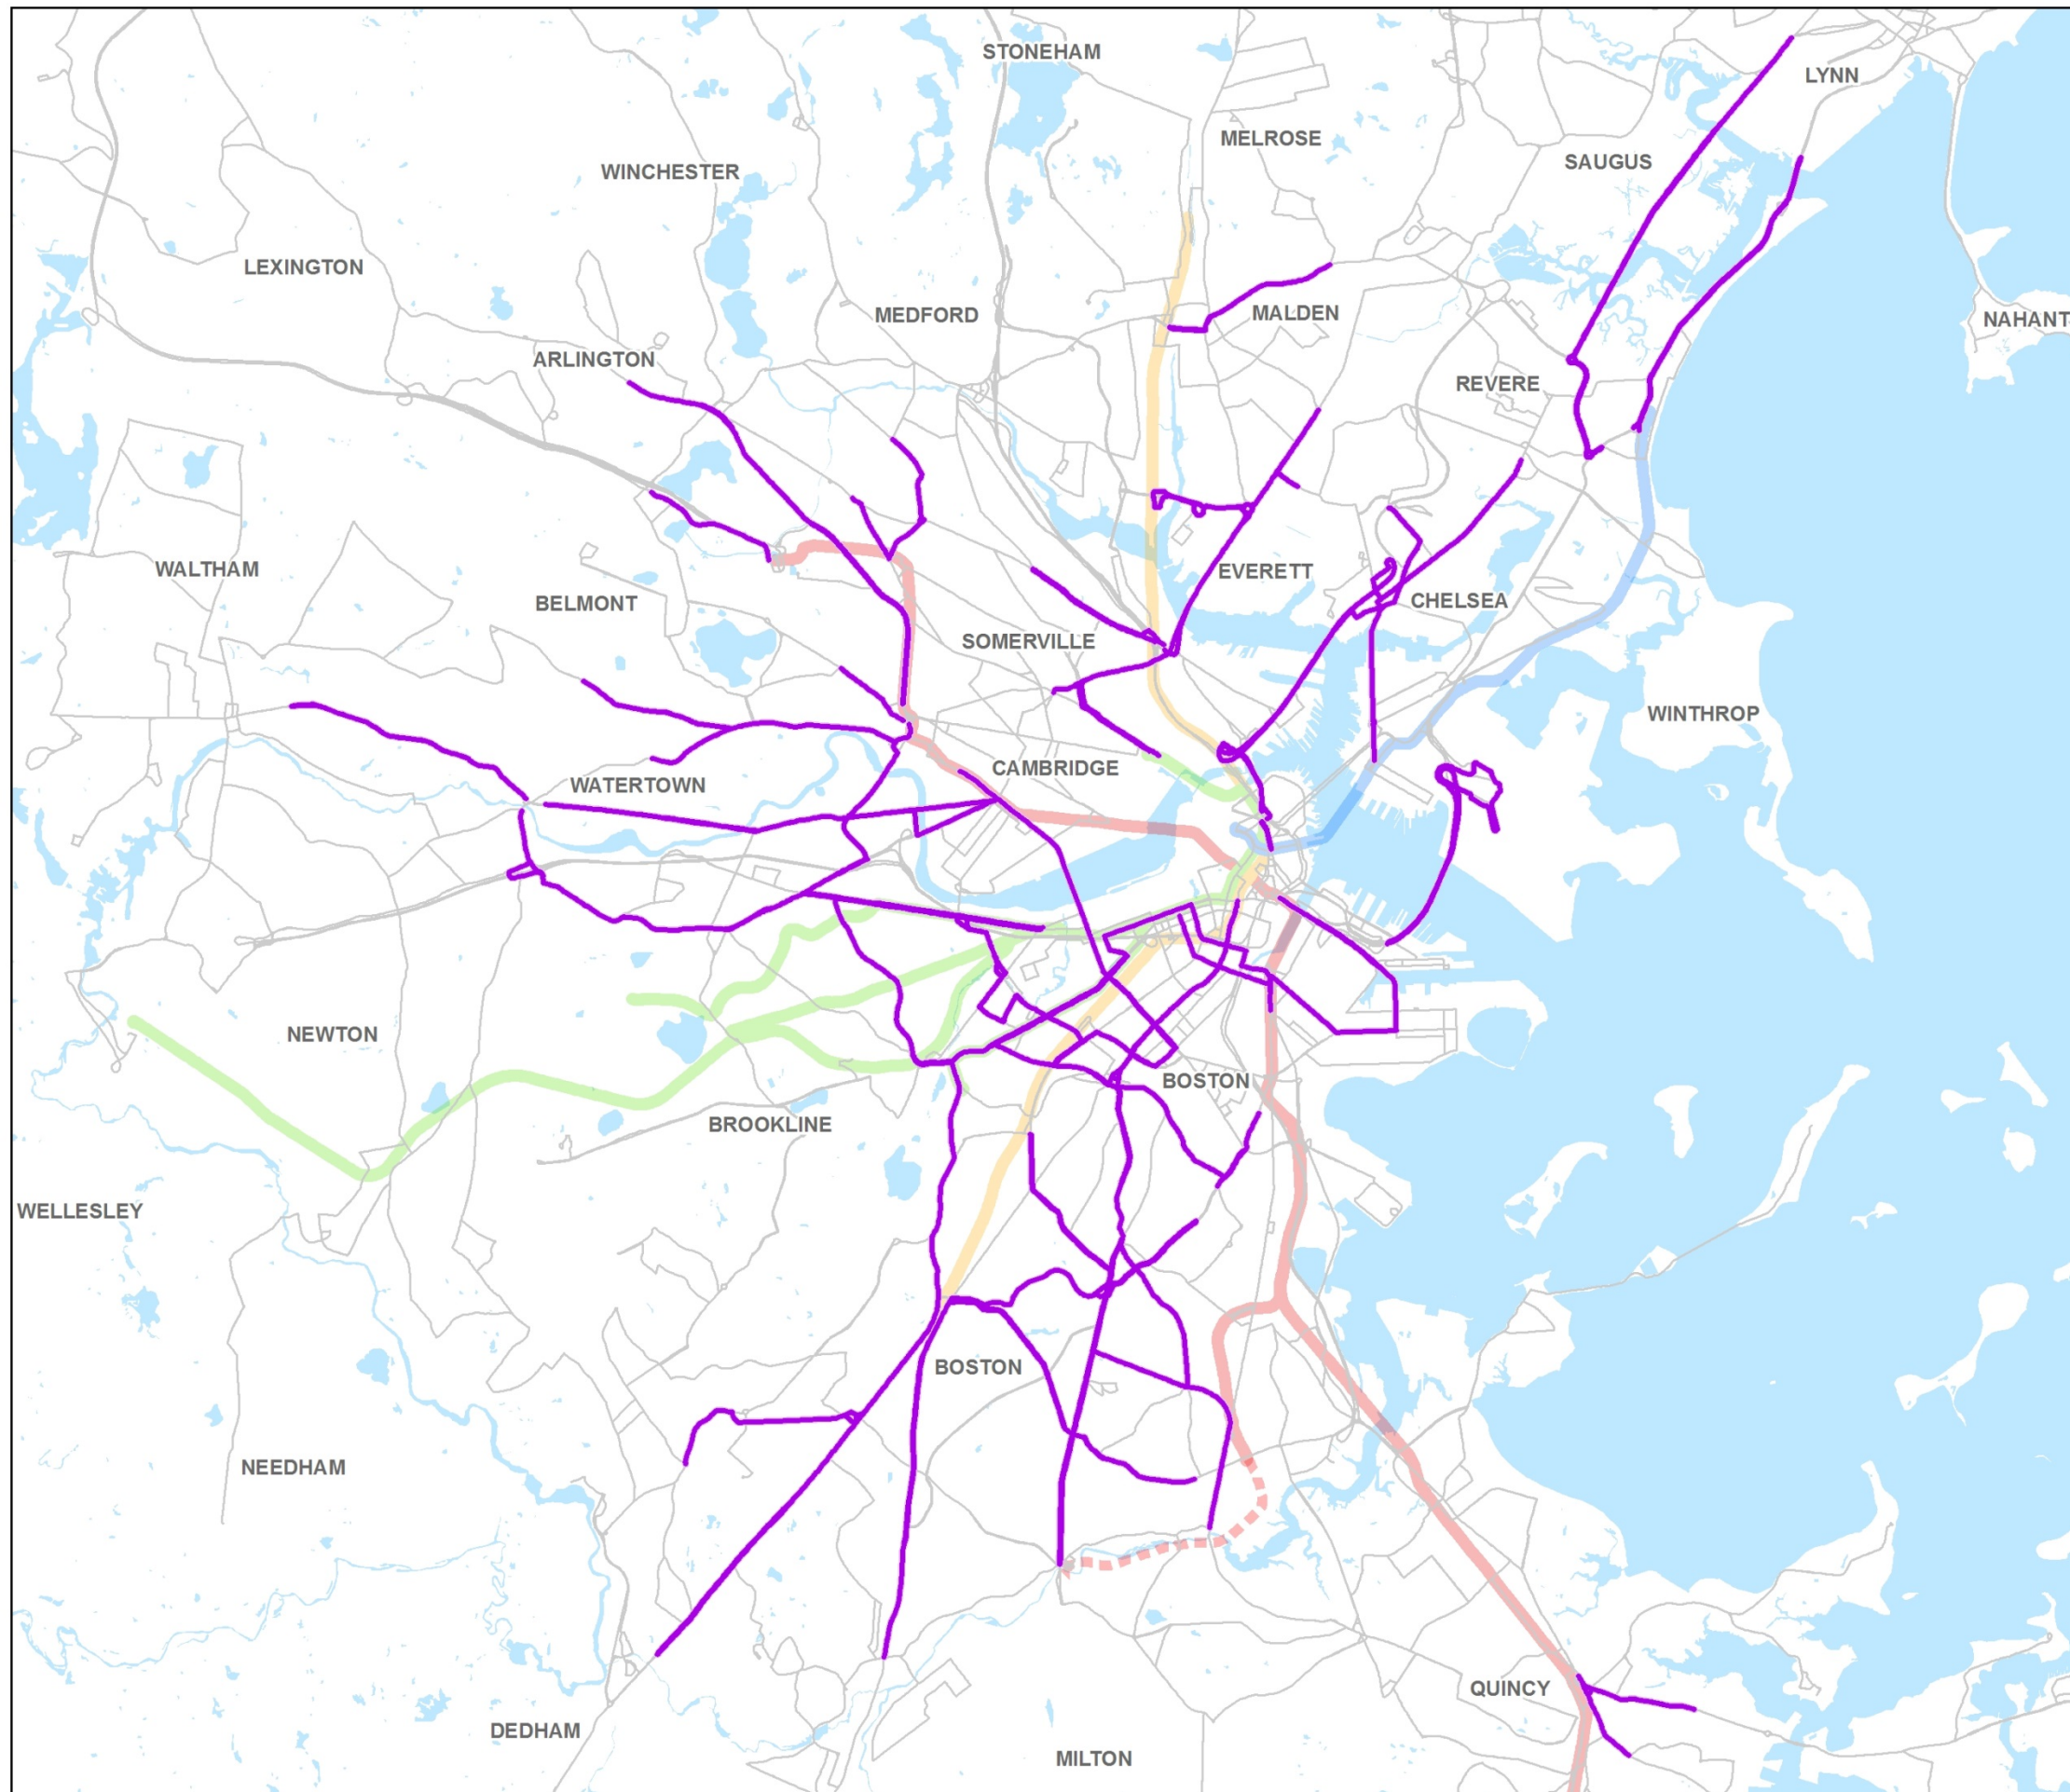 STONEHAM
LYNN
MELROSE
SAUGUS
WINCHESTER
LEXINGTON
MALDEN
MEDFORD
NAHANT
ARLINGTON
REVERE
WALTHAM
EVERETT
BELMONT
CHELSEA
SOMERVILLE
WINTHROP
CAMBRIDGE
WATERTOWN
NEWTON
BOSTON
BROOKLINE
WELLESLEY
BOSTON
NEEDHAM
QUINCY
DEDHAM
MILTON